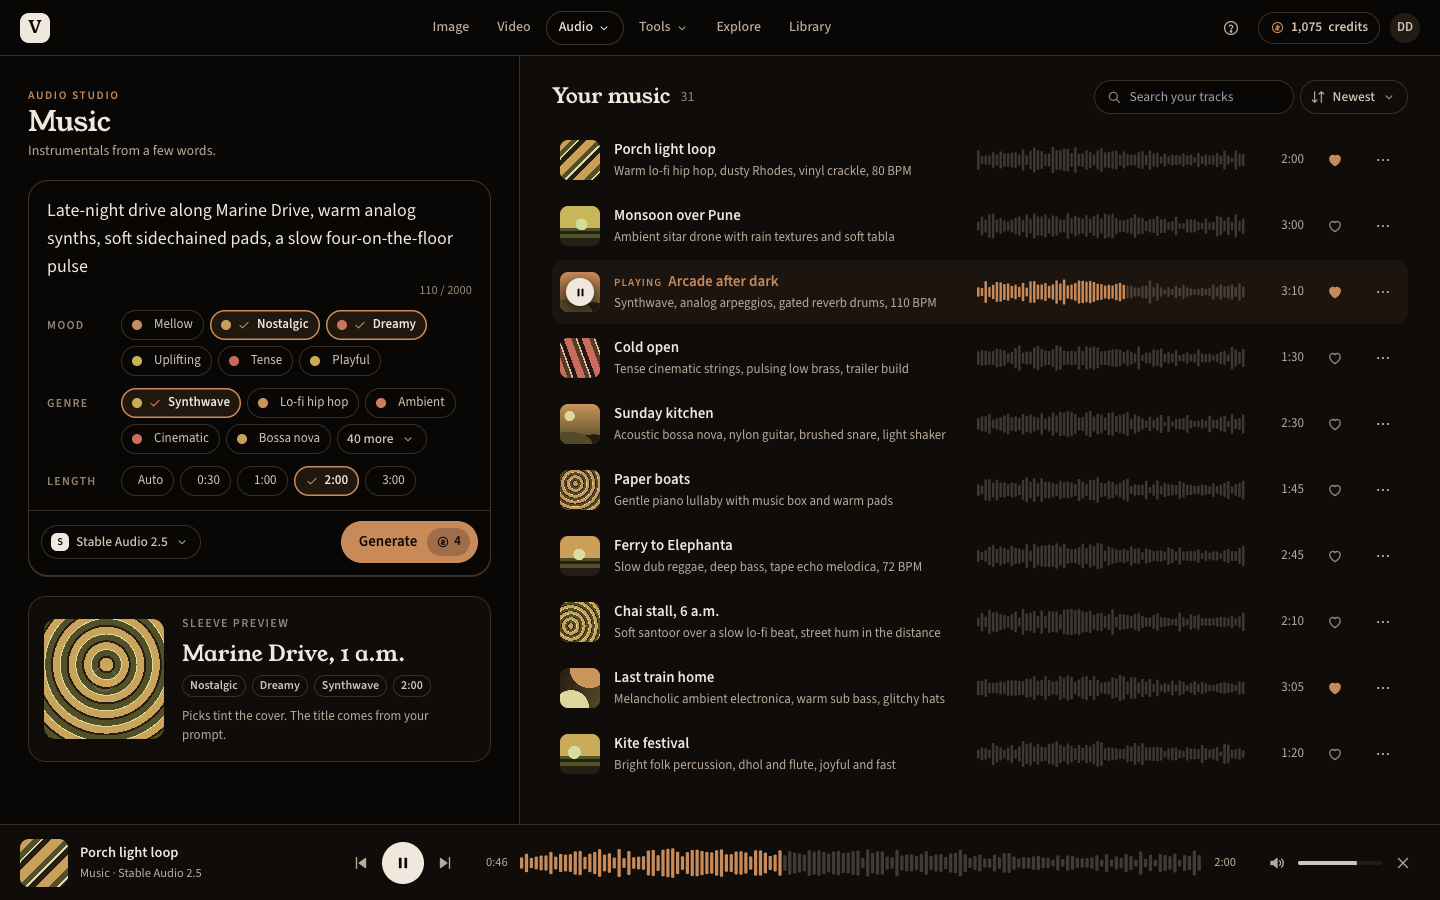 V
Image
Video
Audio
Tools
Explore
Library
1,075 credits
DD
AUDIO STUDIO
Music
Instrumentals from a few words.
Late-night drive along Marine Drive, warm analog
synths, soft sidechained pads, a slow four-on-the-floor
pulse
110 / 2000
MOOD
Mellow
Nostalgic
Dreamy
Uplifting
Tense
Playful
GENRE
Synthwave
Lo-fi hip hop
Ambient
Cinematic
Bossa nova
40 more
LENGTH
Auto
0:30
1:00
2:00
3:00
S Stable Audio 2.5
Generate 4
SLEEVE PREVIEW
Marine Drive, 1 a.m.
Nostalgic
Dreamy
Synthwave
2:00
Picks tint the cover. The title comes from your
prompt.
Your music 31
Search your tracks
Newest
Porch light loop
Warm lo-fi hip hop, dusty Rhodes, vinyl crackle, 80 BPM
2:00
Monsoon over Pune
Ambient sitar drone with rain textures and soft tabla
3:00
PLAYING Arcade after dark
Synthwave, analog arpeggios, gated reverb drums, 110 BPM
3:10
Cold open
Tense cinematic strings, pulsing low brass, trailer build
1:30
Sunday kitchen
Acoustic bossa nova, nylon guitar, brushed snare, light shaker
2:30
Paper boats
Gentle piano lullaby with music box and warm pads
1:45
Ferry to Elephanta
Slow dub reggae, deep bass, tape echo melodica, 72 BPM
2:45
Chai stall, 6 a.m.
Soft santoor over a slow lo-fi beat, street hum in the distance
2:10
Last train home
Melancholic ambient electronica, warm sub bass, glitchy hats
3:05
Kite festival
Bright folk percussion, dhol and flute, joyful and fast
1:20
Porch light loop
Music · Stable Audio 2.5
0:46
2:00